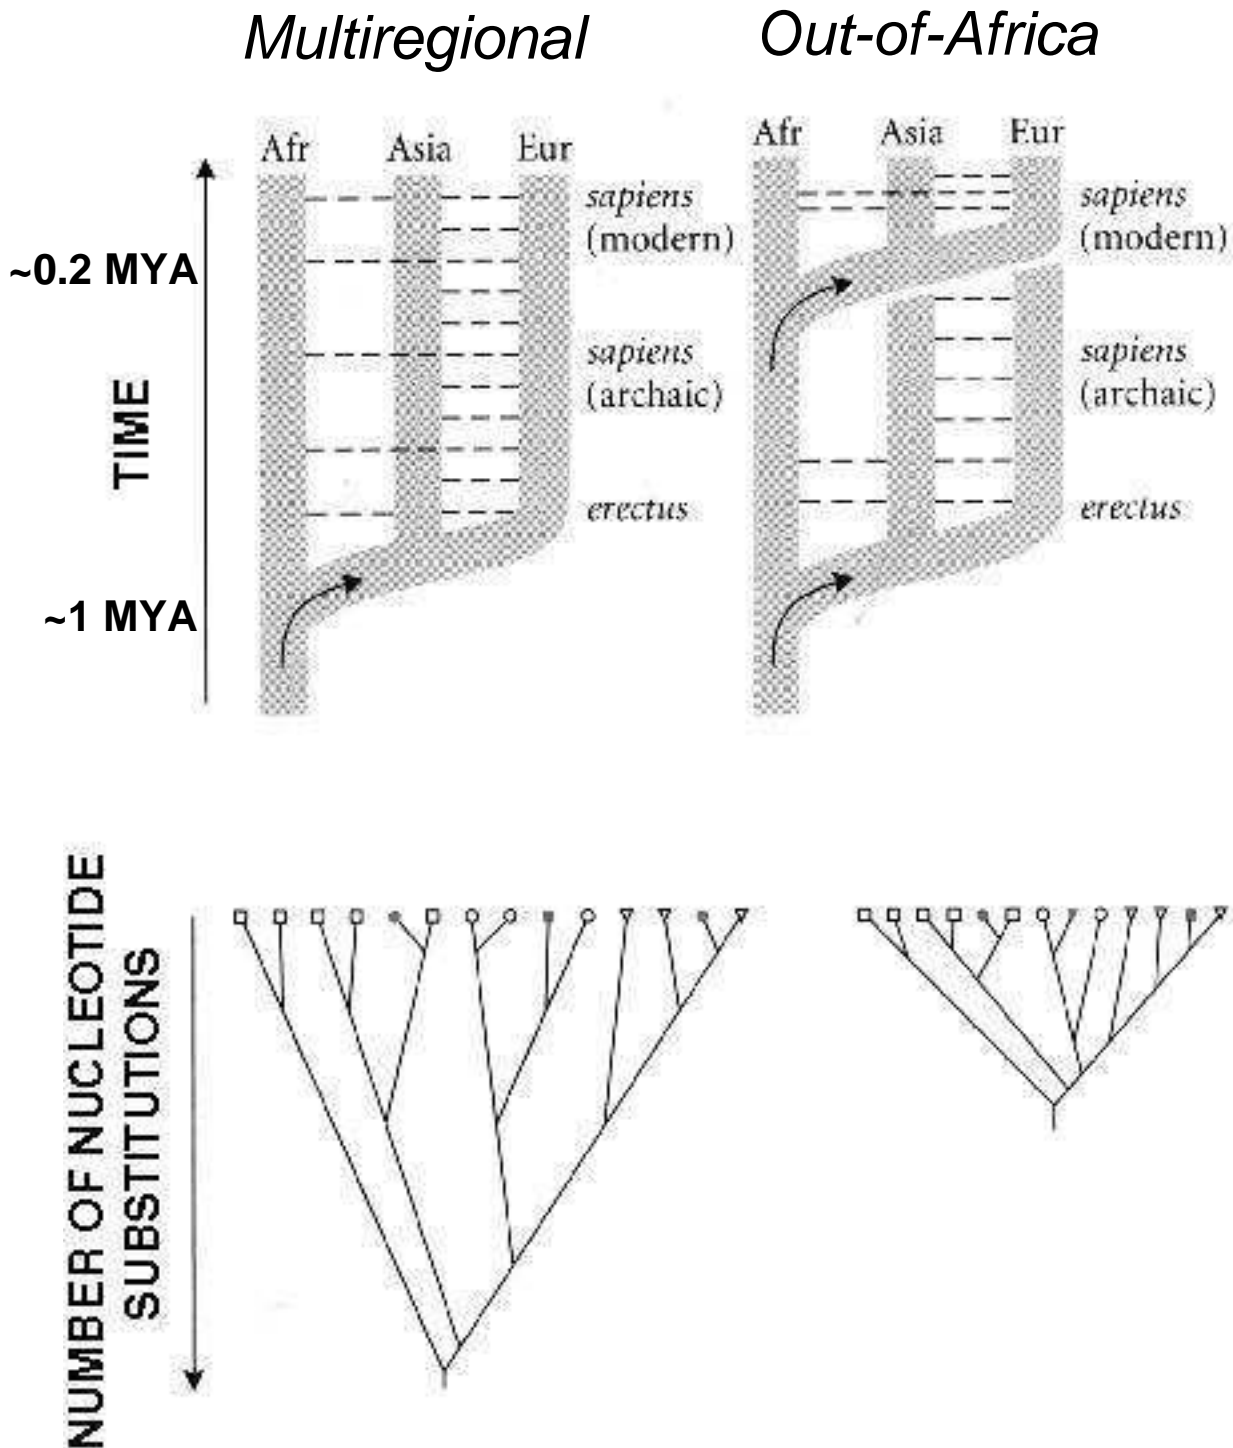 Multiregional
Out-of-Africa
Afr Asia Eur
Afr Asia Eur
sapiens
(modern)
sapiens
(modern)
~0.2 MYA
sapiens
(archaic)
sapiens
(archaic)
TIME
erectus
erectus
~1 MYA
NUMBER OF NUCLEOTIDE
SUBSTITUTIONS